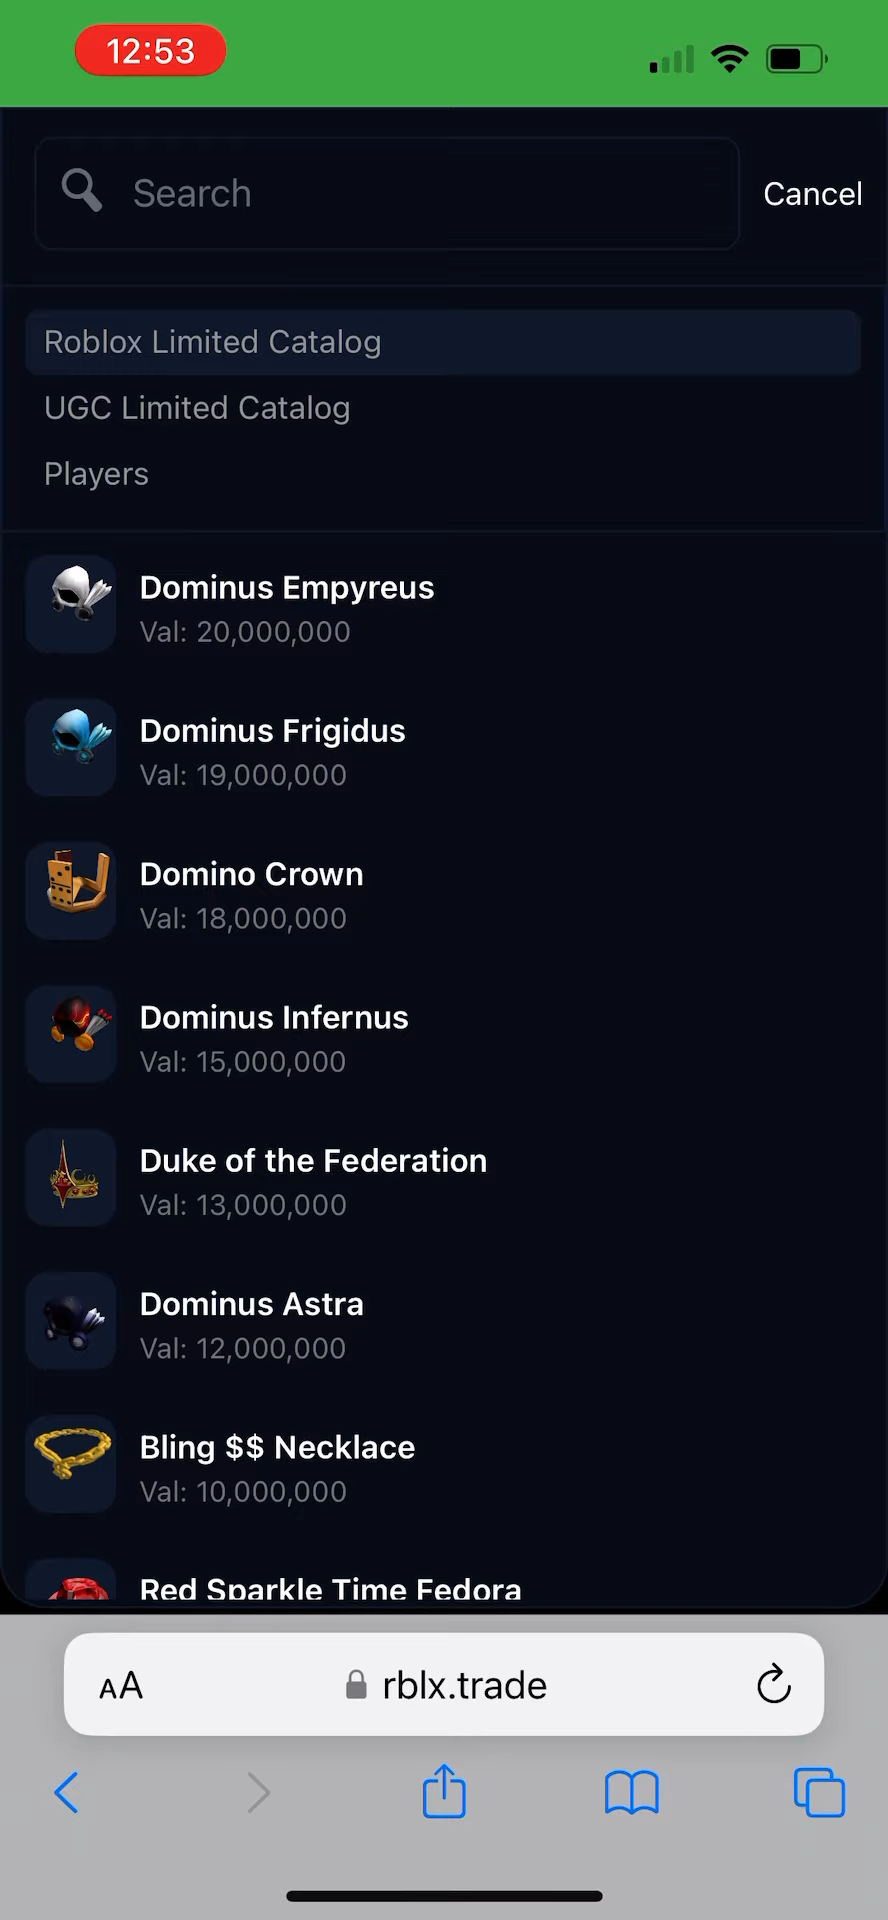 12:53
Search
Cancel
Roblox Limited Catalog
UGC Limited Catalog
Players
Dominus Empyreus
Val: 20,000,000
Dominus Frigidus
Val: 19,000,000
Domino Crown
Val: 18,000,000
Dominus Infernus
Val: 15,000,000
Duke of the Federation
Val: 13,000,000
Dominus Astra
Val: 12,000,000
Bling $$ Necklace
Val: 10,000,000
Red Sparkle Time Fedora
AA
rblx.trade